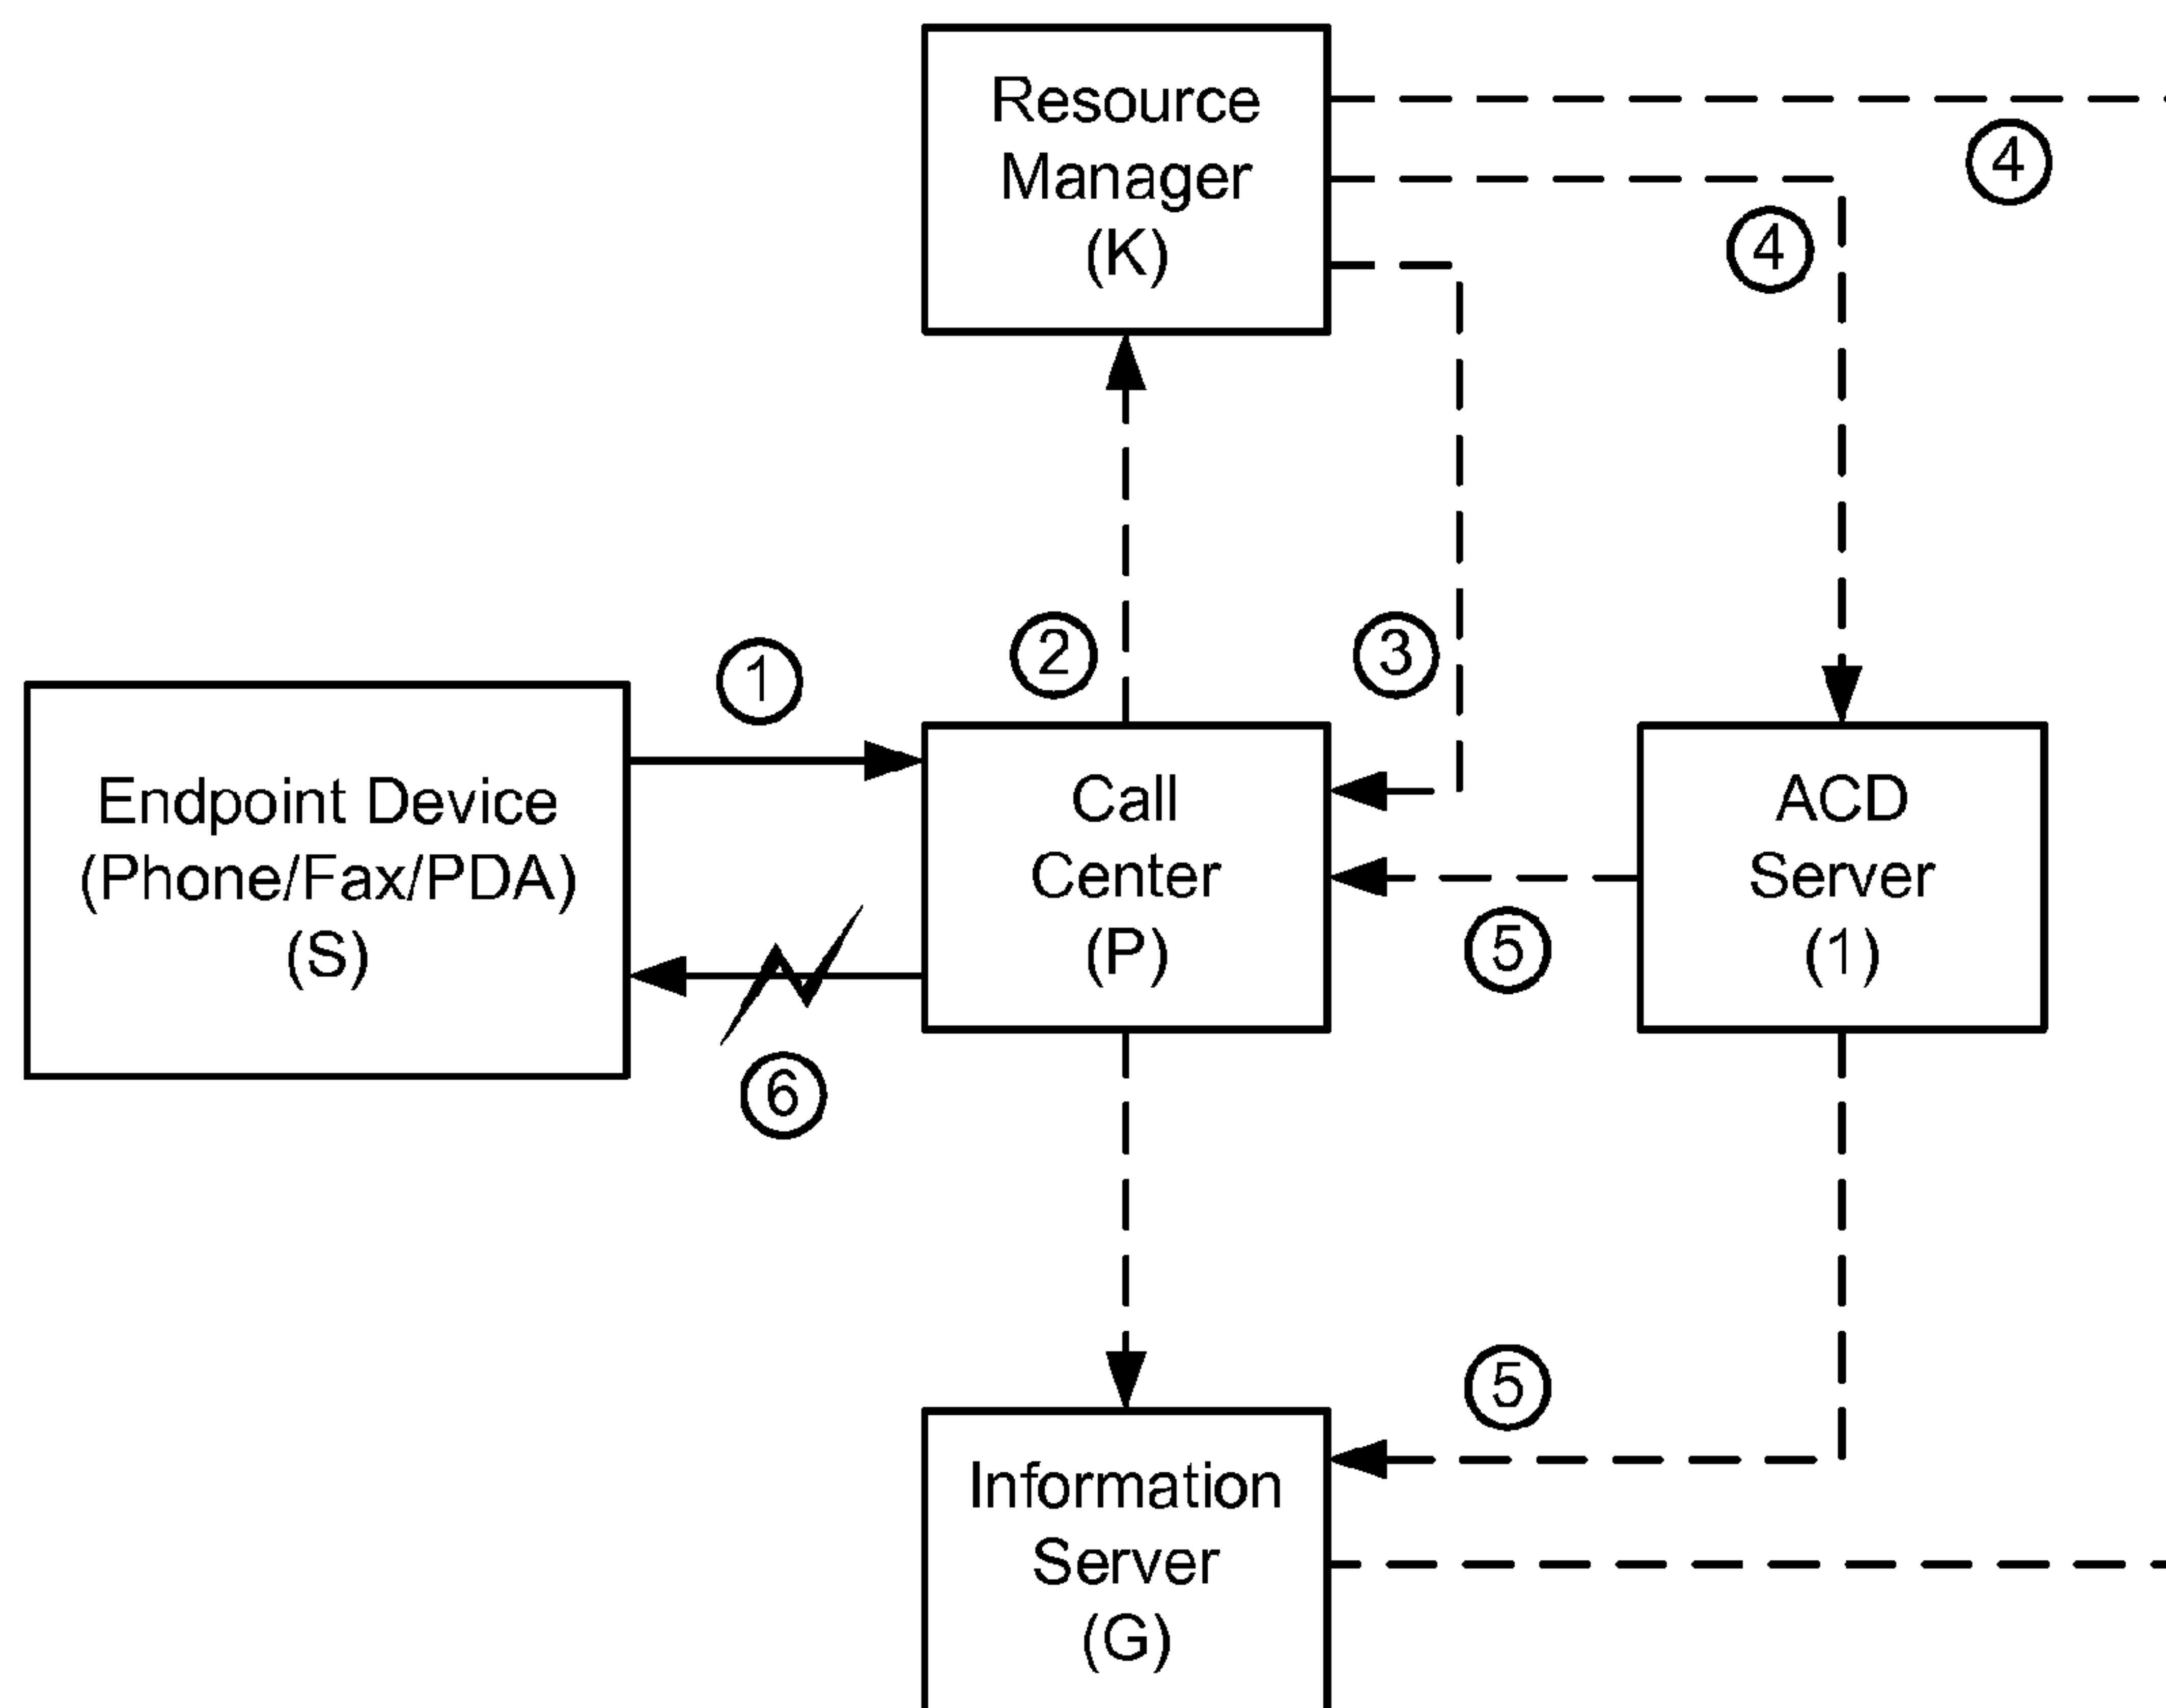 Resource
Manager
(K)
4
4
1
2
3
Endpoint Device
(Phone/Fax/PDA)
(S)
Call
Center
(P)
ACD
Server
(1)
5
6
5
Information
Server
(G)